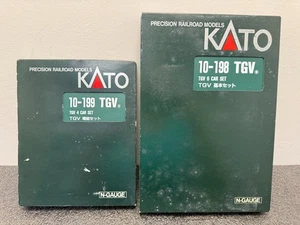 PRECISION RAILROAD MODELS
KATO
10-199 TGV®
TGV 4 CAR SET
TGV 増結セット
N-GAUGE
PRECISION RAILROAD MODELS
KATO
10-198 TGV®
TGV 6 CAR SET
TGV 基本セット
N-GAUGE